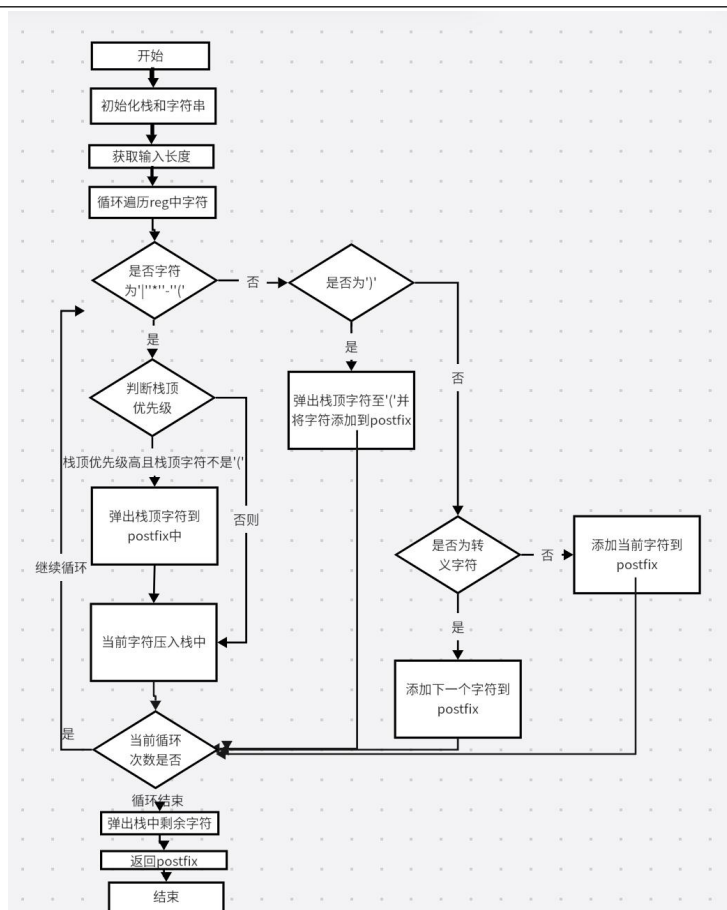 开始
初始化栈和字符串
获取输入长度
循环遍历reg中字符
是否字符
为'|''*''-''('
否
是否为')'
是
是
判断栈顶
优先级
否
弹出栈顶字符至'('并
将字符添加到postfix
栈顶优先级高且栈顶字符不是'('
弹出栈顶字符到
postfix中
否则
继续循环
是否为转
义字符
否
添加当前字符到
postfix
当前字符压入栈中
是
添加下一个字符到
postfix
是
当前循环
次数是否
循环结束
弹出栈中剩余字符
返回postfix
结束